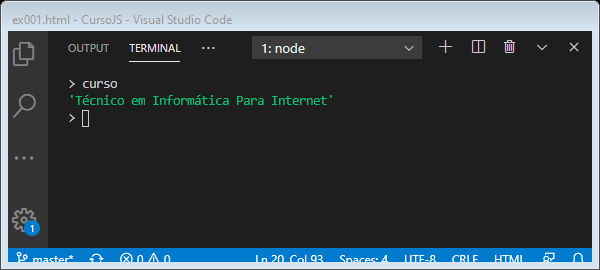 ex001.html - CursoJS - Visual Studio Code
OUTPUT TERMINAL ··· 1: node
> curso
'Técnico em Informática Para Internet'
>
1
master* 0 0 Ln 20, Col 93 Spaces: 4 UTF-8 CRLF HTML